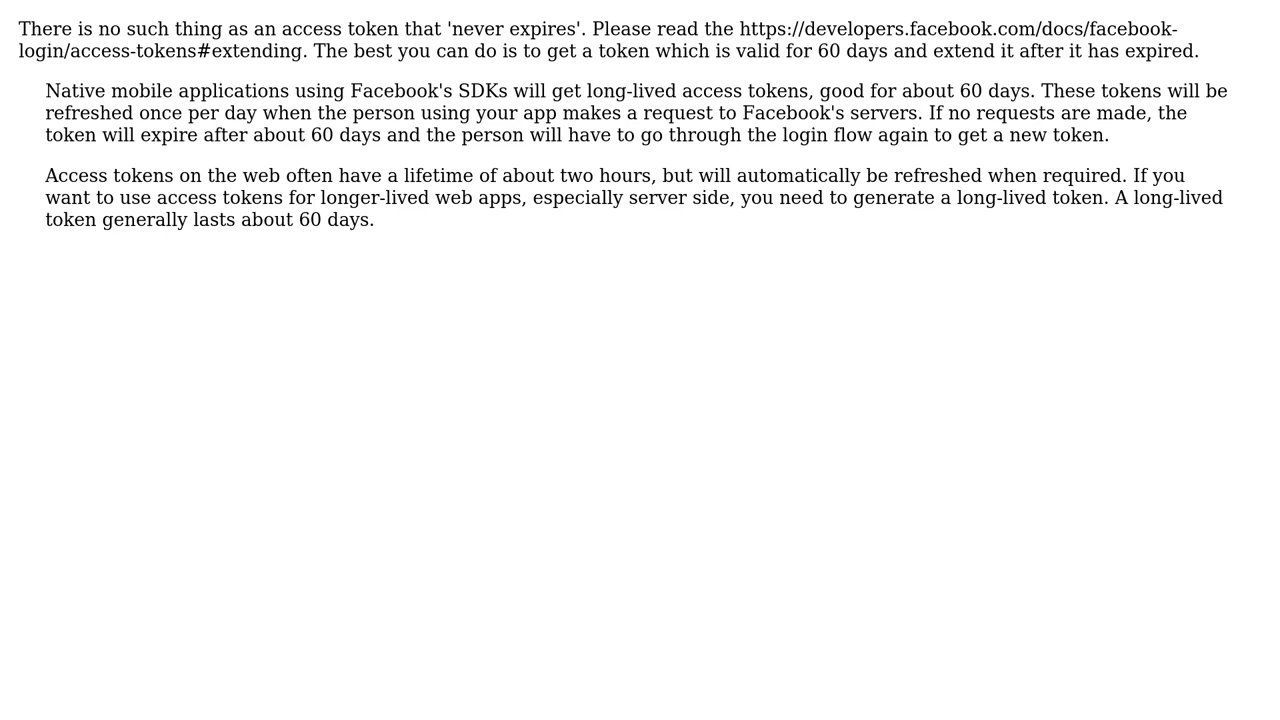 There is no such thing as an access token that 'never expires'. Please read the https://developers.facebook.com/docs/facebook-
login/access-tokens#extending. The best you can do is to get a token which is valid for 60 days and extend it after it has expired.
Native mobile applications using Facebook's SDKs will get long-lived access tokens, good for about 60 days. These tokens will be
refreshed once per day when the person using your app makes a request to Facebook's servers. If no requests are made, the
token will expire after about 60 days and the person will have to go through the login flow again to get a new token.
Access tokens on the web often have a lifetime of about two hours, but will automatically be refreshed when required. If you
want to use access tokens for longer-lived web apps, especially server side, you need to generate a long-lived token. A long-lived
token generally lasts about 60 days.